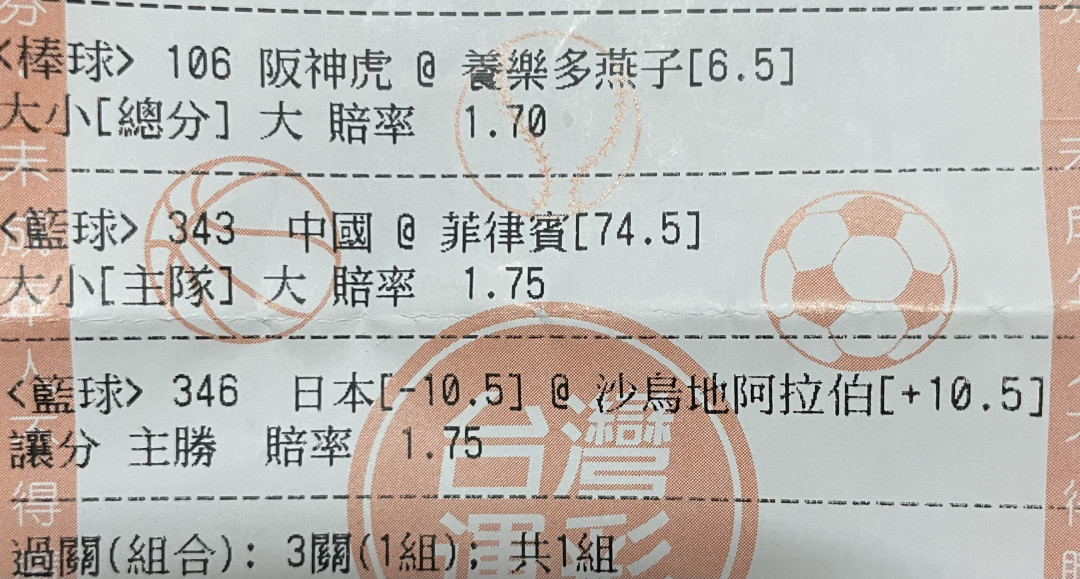 <棒球> 106 阪神虎 @ 養樂多燕子[6.5]
大小[總分] 大 賠率 1.70
<籃球> 343 中國 @ 菲律賓[74.5]
大小[主隊] 大 賠率 1.75
<籃球> 346 日本[-10.5] @ 沙烏地阿拉伯[+10.5]
讓分 主勝 賠率 1.75
台灣
運彩
過關(組合): 3關(1組); 共1組